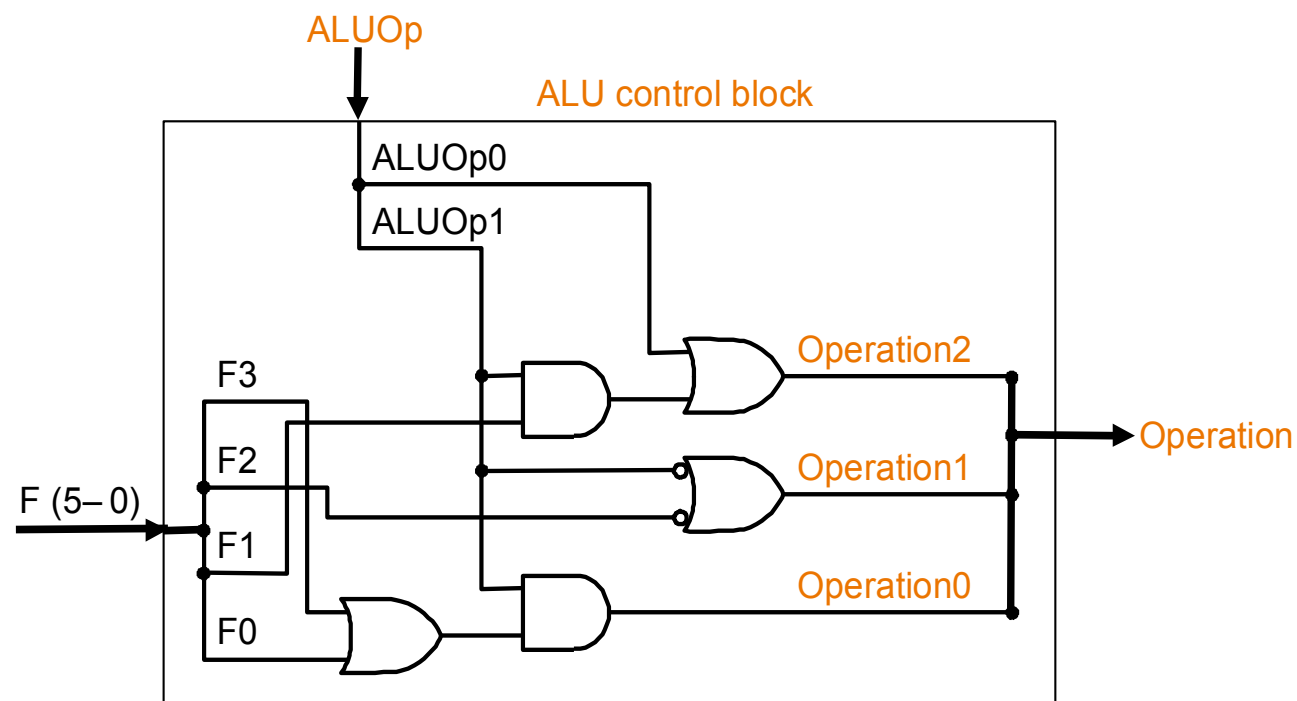 ALUOp
ALU control block
ALUOp0
ALUOp1
Operation2
F3
F2
Operation1
Operation
F (5– 0)
F1
Operation0
F0